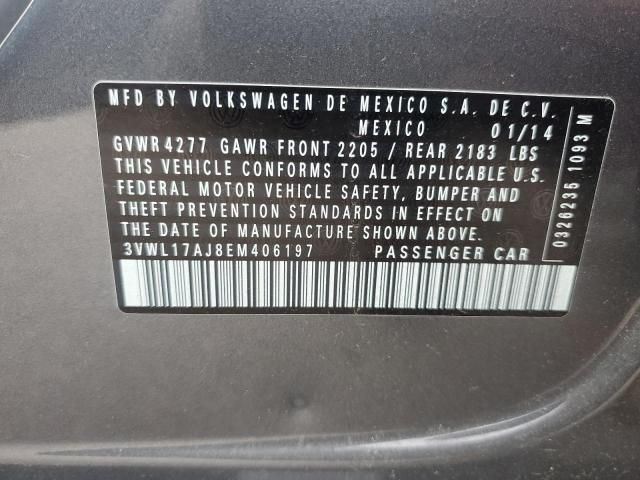 MFD BY VOLKSWAGEN DE MEXICO S.A. DE C.V.
MEXICO 01/14
GVWR 4277 GAWR FRONT 2205 / REAR 2183 LBS
THIS VEHICLE CONFORMS TO ALL APPLICABLE U.S.
FEDERAL MOTOR VEHICLE SAFETY, BUMPER AND
THEFT PREVENTION STANDARDS IN EFFECT ON
THE DATE OF MANUFACTURE SHOWN ABOVE.
3VWL17AJ8EM406197 PASSENGER CAR
0326235 1093 M